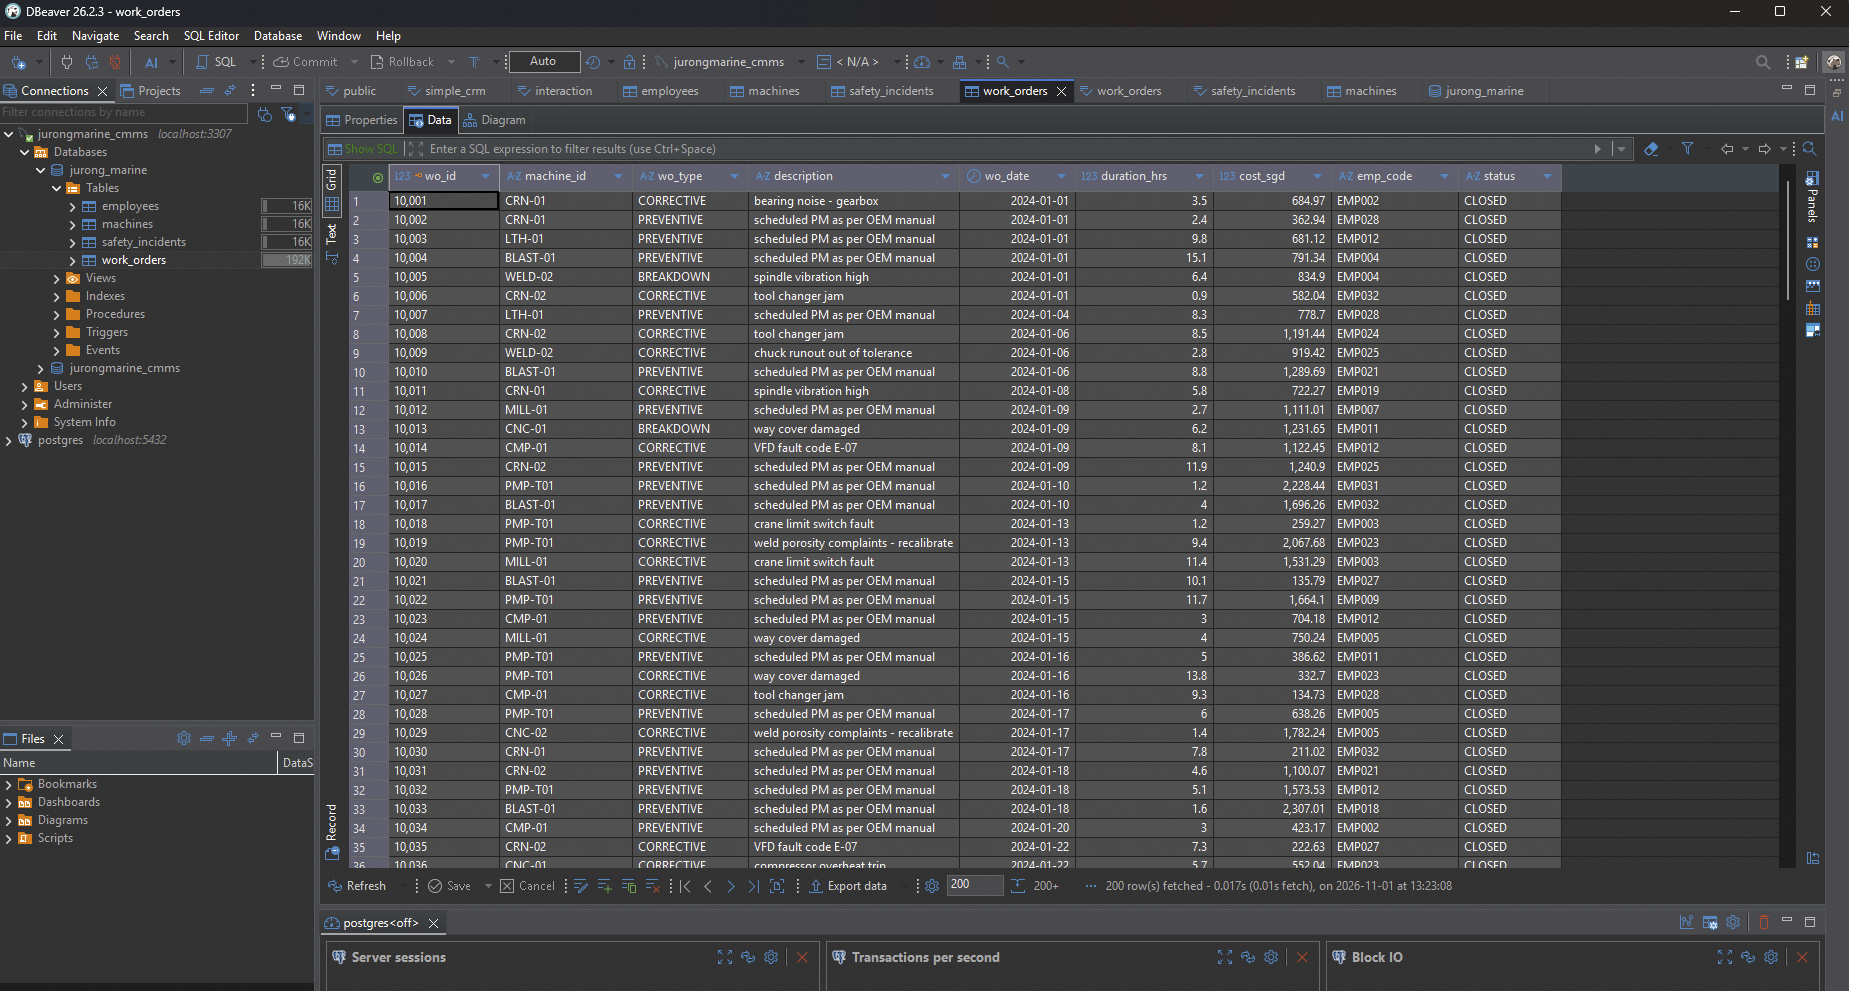 DBeaver 26.2.3 - work_orders
File Edit Navigate Search SQL Editor Database Window Help
AI SQL Commit Rollback T Auto jurongmarine_cmms < N/A >
Connections Projects
public simple_crm interaction employees machines safety_incidents work_orders work_orders safety_incidents machines jurong_marine
Filter connections by name
Properties Data Diagram
AI
jurongmarine_cmms localhost:3307
Databases
jurong_marine
Tables
employees 16K
machines 16K
safety_incidents 16K
work_orders 192K
Views
Indexes
Procedures
Triggers
Events
jurongmarine_cmms
Users
Administer
System Info
postgres localhost:5432
Show SQL Enter a SQL expression to filter results (use Ctrl+Space)
Grid
Text
Record
Panels
123 wo_id A-Z machine_id A-Z wo_type A-Z description wo_date 123 duration_hrs 123 cost_sgd A-Z emp_code A-Z status
1 10,001 CRN-01 CORRECTIVE bearing noise - gearbox 2024-01-01 3.5 684.97 EMP002 CLOSED
2 10,002 CRN-01 PREVENTIVE scheduled PM as per OEM manual 2024-01-01 2.4 362.94 EMP028 CLOSED
3 10,003 LTH-01 PREVENTIVE scheduled PM as per OEM manual 2024-01-01 9.8 681.12 EMP012 CLOSED
4 10,004 BLAST-01 PREVENTIVE scheduled PM as per OEM manual 2024-01-01 15.1 791.34 EMP004 CLOSED
5 10,005 WELD-02 BREAKDOWN spindle vibration high 2024-01-01 6.4 834.9 EMP004 CLOSED
6 10,006 CRN-02 CORRECTIVE tool changer jam 2024-01-01 0.9 582.04 EMP032 CLOSED
7 10,007 LTH-01 PREVENTIVE scheduled PM as per OEM manual 2024-01-04 8.3 778.7 EMP028 CLOSED
8 10,008 CRN-02 CORRECTIVE tool changer jam 2024-01-06 8.5 1,191.44 EMP024 CLOSED
9 10,009 WELD-02 CORRECTIVE chuck runout out of tolerance 2024-01-06 2.8 919.42 EMP025 CLOSED
10 10,010 BLAST-01 PREVENTIVE scheduled PM as per OEM manual 2024-01-06 8.8 1,289.69 EMP021 CLOSED
11 10,011 CRN-01 CORRECTIVE spindle vibration high 2024-01-08 5.8 722.27 EMP019 CLOSED
12 10,012 MILL-01 PREVENTIVE scheduled PM as per OEM manual 2024-01-09 2.7 1,111.01 EMP007 CLOSED
13 10,013 CNC-01 BREAKDOWN way cover damaged 2024-01-09 6.2 1,231.65 EMP011 CLOSED
14 10,014 CMP-01 CORRECTIVE VFD fault code E-07 2024-01-09 8.1 1,122.45 EMP012 CLOSED
15 10,015 CRN-02 PREVENTIVE scheduled PM as per OEM manual 2024-01-09 11.9 1,240.9 EMP025 CLOSED
16 10,016 PMP-T01 PREVENTIVE scheduled PM as per OEM manual 2024-01-10 1.2 2,228.44 EMP031 CLOSED
17 10,017 BLAST-01 PREVENTIVE scheduled PM as per OEM manual 2024-01-10 4 1,696.26 EMP032 CLOSED
18 10,018 PMP-T01 CORRECTIVE crane limit switch fault 2024-01-13 1.2 259.27 EMP003 CLOSED
19 10,019 PMP-T01 CORRECTIVE weld porosity complaints - recalibrate 2024-01-13 9.4 2,067.68 EMP023 CLOSED
20 10,020 MILL-01 CORRECTIVE crane limit switch fault 2024-01-13 11.4 1,531.29 EMP003 CLOSED
21 10,021 BLAST-01 PREVENTIVE scheduled PM as per OEM manual 2024-01-15 10.1 135.79 EMP027 CLOSED
22 10,022 PMP-T01 PREVENTIVE scheduled PM as per OEM manual 2024-01-15 11.7 1,664.1 EMP009 CLOSED
23 10,023 CMP-01 PREVENTIVE scheduled PM as per OEM manual 2024-01-15 3 704.18 EMP012 CLOSED
24 10,024 MILL-01 CORRECTIVE way cover damaged 2024-01-15 4 750.24 EMP005 CLOSED
25 10,025 PMP-T01 PREVENTIVE scheduled PM as per OEM manual 2024-01-16 5 386.62 EMP011 CLOSED
26 10,026 PMP-T01 CORRECTIVE way cover damaged 2024-01-16 13.8 332.7 EMP023 CLOSED
27 10,027 CMP-01 CORRECTIVE tool changer jam 2024-01-16 9.3 134.73 EMP028 CLOSED
28 10,028 PMP-T01 PREVENTIVE scheduled PM as per OEM manual 2024-01-17 6 638.26 EMP005 CLOSED
29 10,029 CNC-02 CORRECTIVE weld porosity complaints - recalibrate 2024-01-17 1.4 1,782.24 EMP005 CLOSED
30 10,030 CRN-01 PREVENTIVE scheduled PM as per OEM manual 2024-01-17 7.8 211.02 EMP032 CLOSED
31 10,031 CRN-02 PREVENTIVE scheduled PM as per OEM manual 2024-01-18 4.6 1,100.07 EMP021 CLOSED
32 10,032 PMP-T01 PREVENTIVE scheduled PM as per OEM manual 2024-01-18 5.1 1,573.53 EMP012 CLOSED
33 10,033 BLAST-01 PREVENTIVE scheduled PM as per OEM manual 2024-01-18 1.6 2,307.01 EMP018 CLOSED
34 10,034 CMP-01 PREVENTIVE scheduled PM as per OEM manual 2024-01-20 3 423.17 EMP002 CLOSED
35 10,035 CRN-02 CORRECTIVE VFD fault code E-07 2024-01-22 7.3 222.63 EMP027 CLOSED
36 10,036 CNC-01 CORRECTIVE compressor overheat trip 2024-01-22 5.7 552.04 EMP023 CLOSED
Refresh Save Cancel Export data 200 200+ 200 row(s) fetched - 0.017s (0.01s fetch), on 2026-11-01 at 13:23:08
Files
Name DataS
Bookmarks
Dashboards
Diagrams
Scripts
postgres<off>
Server sessions Transactions per second Block IO